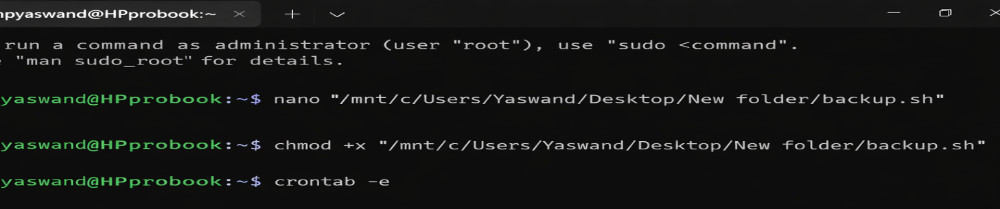 npyaswand@HPprobook:~
run a command as administrator (user "root"), use "sudo <command".
"man sudo_root" for details.
yaswand@HPprobook:~$ nano "/mnt/c/Users/Yaswand/Desktop/New folder/backup.sh"
yaswand@HPprobook:~$ chmod +x "/mnt/c/Users/Yaswand/Desktop/New folder/backup.sh"
yaswand@HPprobook:~$ crontab -e